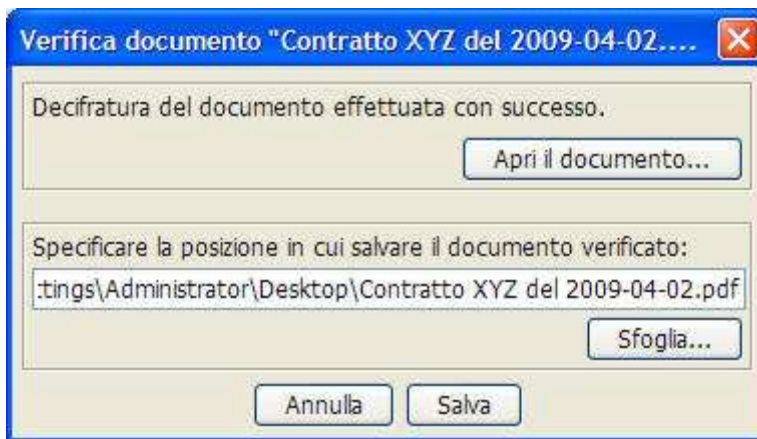 Verifica documento "Contratto XYZ del 2009-04-02....
Decifratura del documento effettuata con successo.
Apri il documento...
Specificare la posizione in cui salvare il documento verificato:
:tings\Administrator\Desktop\Contratto XYZ del 2009-04-02.pdf
Sfoglia...
Annulla Salva